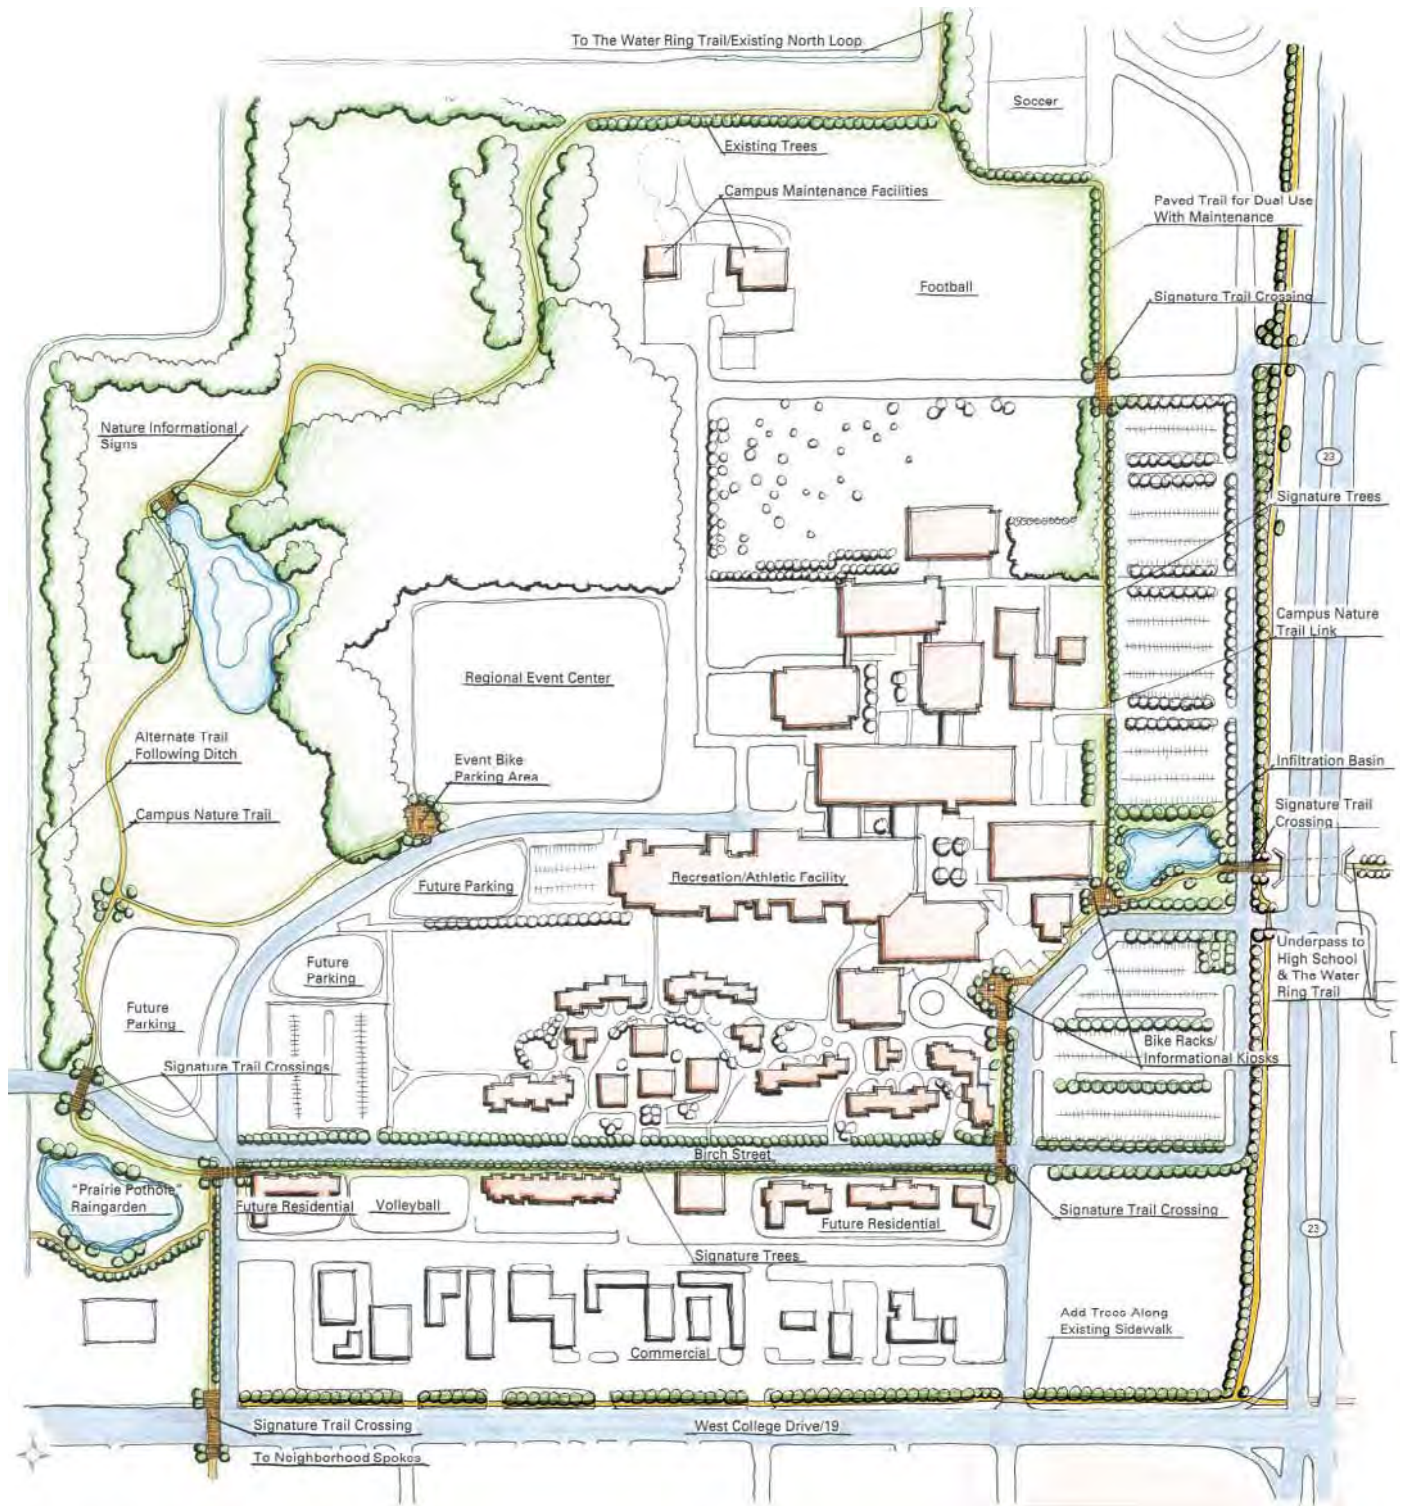 To The Water Ring Trail/Existing North Loop
Soccer
Existing Trees
Campus Maintenance Facilities
Paved Trail for Dual Use
With Maintenance
Football
Signature Trail Crossing
Nature Informational
Signs
23
Signature Trees
Campus Nature
Trail Link
Regional Event Center
Alternate Trail
Following Ditch
Event Bike
Parking Area
Infiltration Basin
Campus Nature Trail
Signature Trail
Crossing
Future Parking
Recreation/Athletic Facility
Future
Parking
Underpass to
High School
& The Water
Ring Trail
Future
Parking
Bike Racks/
Informational Kiosks
Signature Trail Crossings
Birch Street
"Prairie Pothole"
Raingarden
Future Residential
Volleyball
Future Residential
Signature Trail Crossing
23
Signature Trees
Add Trees Along
Existing Sidewalk
Commercial
Signature Trail Crossing
West College Drive/19
To Neighborhood Spokes